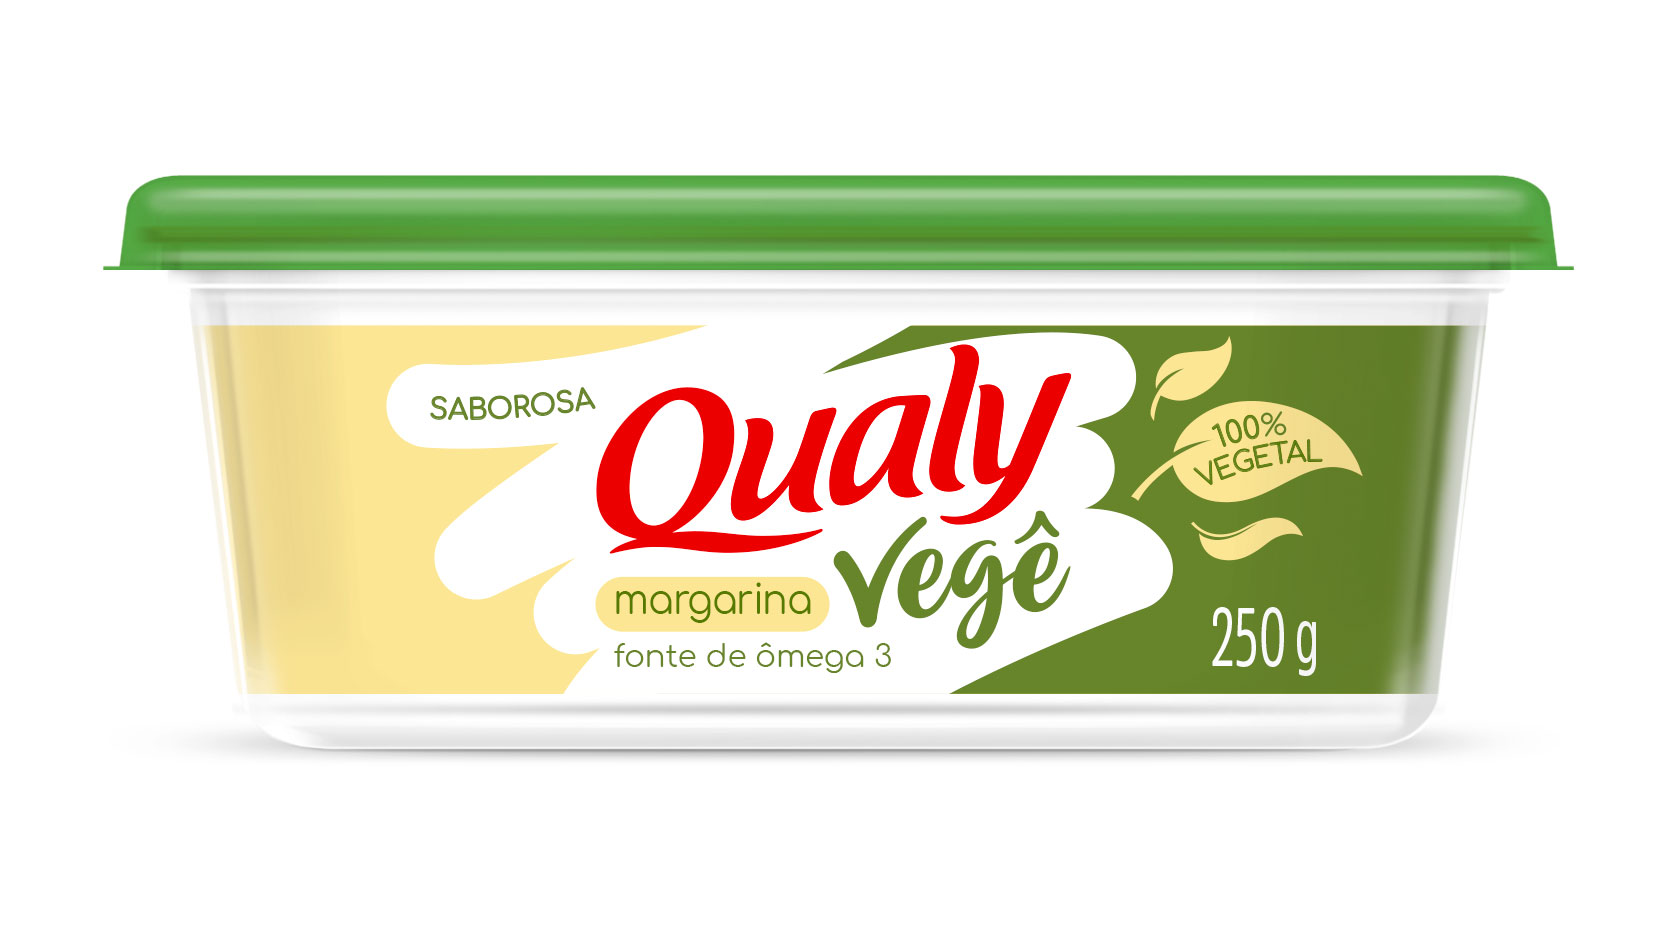 SABOROSA
Qualy
Vegê
margarina
fonte de ômega 3
100%
VEGETAL
250 g